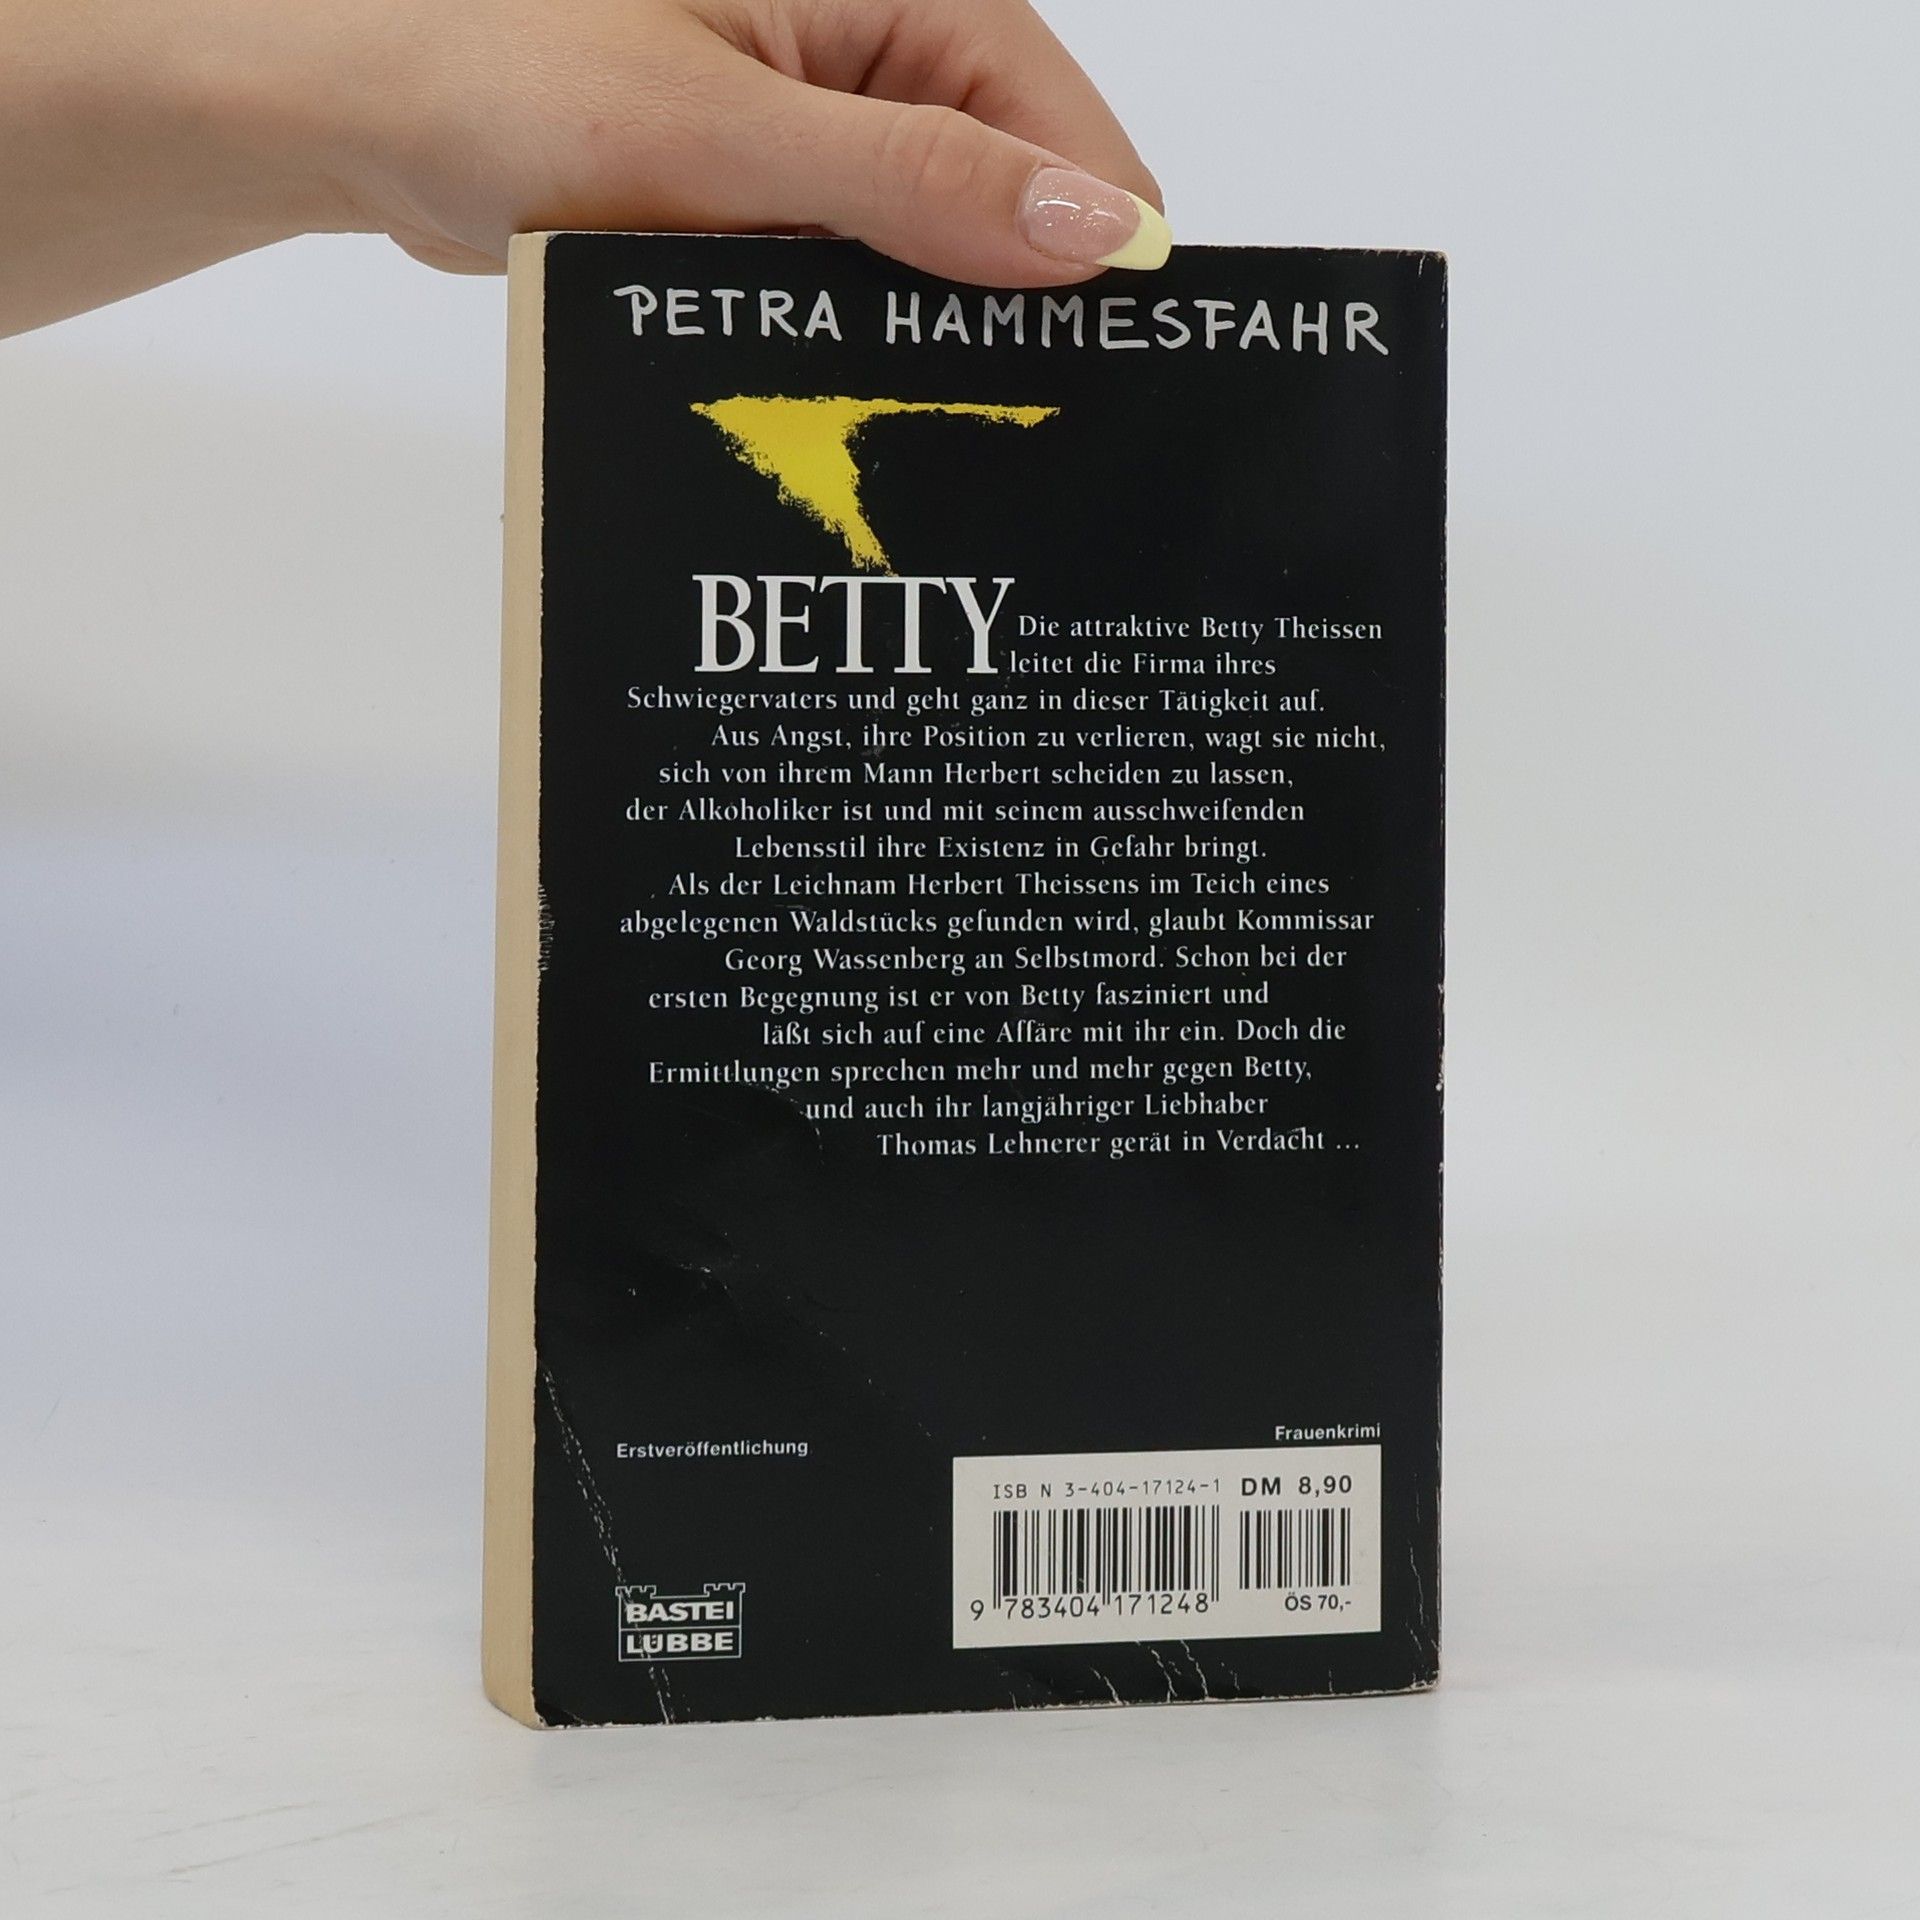 PETRA HAMMESFAHR
BETTY
Die attraktive Betty Theissen
leitet die Firma ihres
Schwiegervaters und geht ganz in dieser Tätigkeit auf.
Aus Angst, ihre Position zu verlieren, wagt sie nicht,
sich von ihrem Mann Herbert scheiden zu lassen,
der Alkoholiker ist und mit seinem ausschweifenden
Lebensstil ihre Existenz in Gefahr bringt.
Als der Leichnam Herbert Theissens im Teich eines
abgelegenen Waldstücks gefunden wird, glaubt Kommissar
Georg Wassenberg an Selbstmord. Schon bei der
ersten Begegnung ist er von Betty fasziniert und
läßt sich auf eine Affäre mit ihr ein. Doch die
Ermittlungen sprechen mehr und mehr gegen Betty,
und auch ihr langjähriger Liebhaber
Thomas Lehnerer gerät in Verdacht ...
Erstveröffentlichung
Frauenkrimi
ISBN 3-404-17124-1 DM 8,90
9 783404 171248
ÖS 70,-
BASTEI
LÜBBE